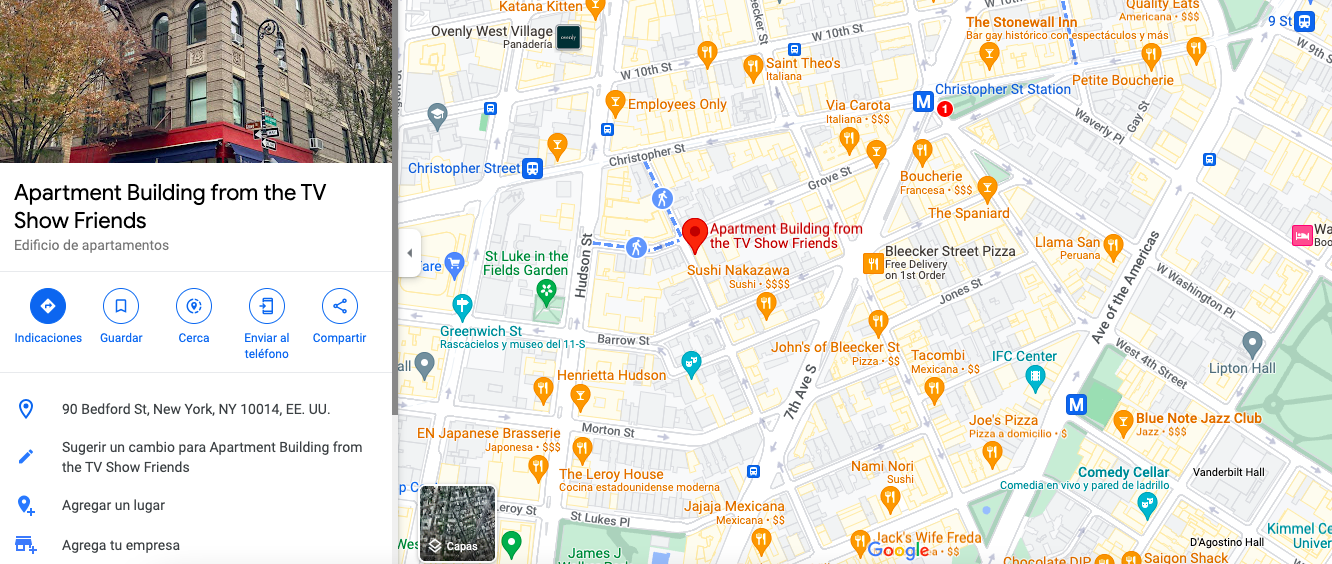 Apartment Building from the TV
Show Friends
Edificio de apartamentos
Indicaciones
Guardar
Cerca
Enviar al
teléfono
Compartir
90 Bedford St, New York, NY 10014, EE. UU.
Sugerir un cambio para Apartment Building from
the TV Show Friends
Agregar un lugar
Agrega tu empresa
Katana Kitten
Ovenly West Village
Panadería
ovenly
W 10th St
Quality Eats
Americana • $$$
The Stonewall Inn
Bar gay histórico con espectáculos y más
9 St
W 9th St
W 10th St
Saint Theo's
Italiana
Petite Boucherie
Employees Only
Via Carota
Italiana • $$$
M
Christopher St Station
1
Waverly Pl
Gay St
Christopher Street
Christopher St
Grove St
Boucherie
Francesa • $$$
The Spaniard
Apartment Building from
the TV Show Friends
Hudson St
St Luke in the
Fields Garden
Sushi Nakazawa
Sushi • $$$$
Bleecker Street Pizza
Free Delivery
on 1st Order
Llama San
Peruana
Ave of the Americas
W Washington Pl
Jones St
Greenwich St
Rascacielos y museo del 11-S
Barrow St
John's of Bleecker St
Pizza • $$
Tacombi
Mexicana • $$
IFC Center
West 4th Street
Lipton Hall
Henrietta Hudson
7th Ave S
M
EN Japanese Brasserie
Japonesa • $$$
Morton St
Joe's Pizza
Pizza a domicilio • $
Blue Note Jazz Club
Jazz • $$$
The Leroy House
Cocina estadounidense moderna
Nami Nori
Sushi
Comedy Cellar
Comedia en vivo y pared de ladrillo
Vanderbilt Hall
Capas
St Lukes Pl
Jajaja Mexicana
Mexicana • $$
Jack's Wife Freda
Google
James J
D'Agostino Hall
Chocolate DIP
Saigon Shack